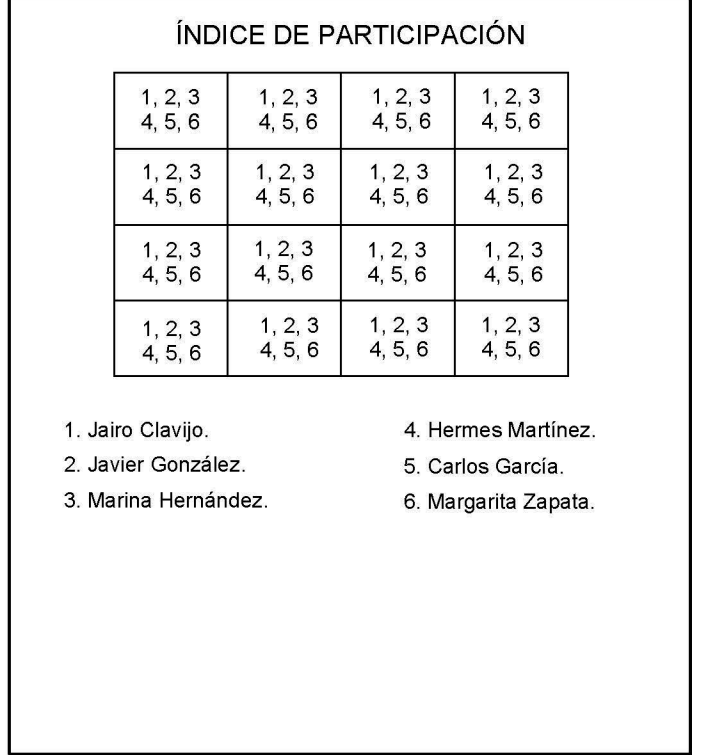 ÍNDICE DE PARTICIPACIÓN
1, 2, 3 1, 2, 3 1, 2, 3 1, 2, 3
4, 5, 6 4, 5, 6 4, 5, 6 4, 5, 6
1, 2, 3 1, 2, 3 1, 2, 3 1, 2, 3
4, 5, 6 4, 5, 6 4, 5, 6 4, 5, 6
1, 2, 3 1, 2, 3 1, 2, 3 1, 2, 3
4, 5, 6 4, 5, 6 4, 5, 6 4, 5, 6
1, 2, 3 1, 2, 3 1, 2, 3 1, 2, 3
4, 5, 6 4, 5, 6 4, 5, 6 4, 5, 6
1. Jairo Clavijo.
2. Javier González.
3. Marina Hernández.
4. Hermes Martínez.
5. Carlos García.
6. Margarita Zapata.